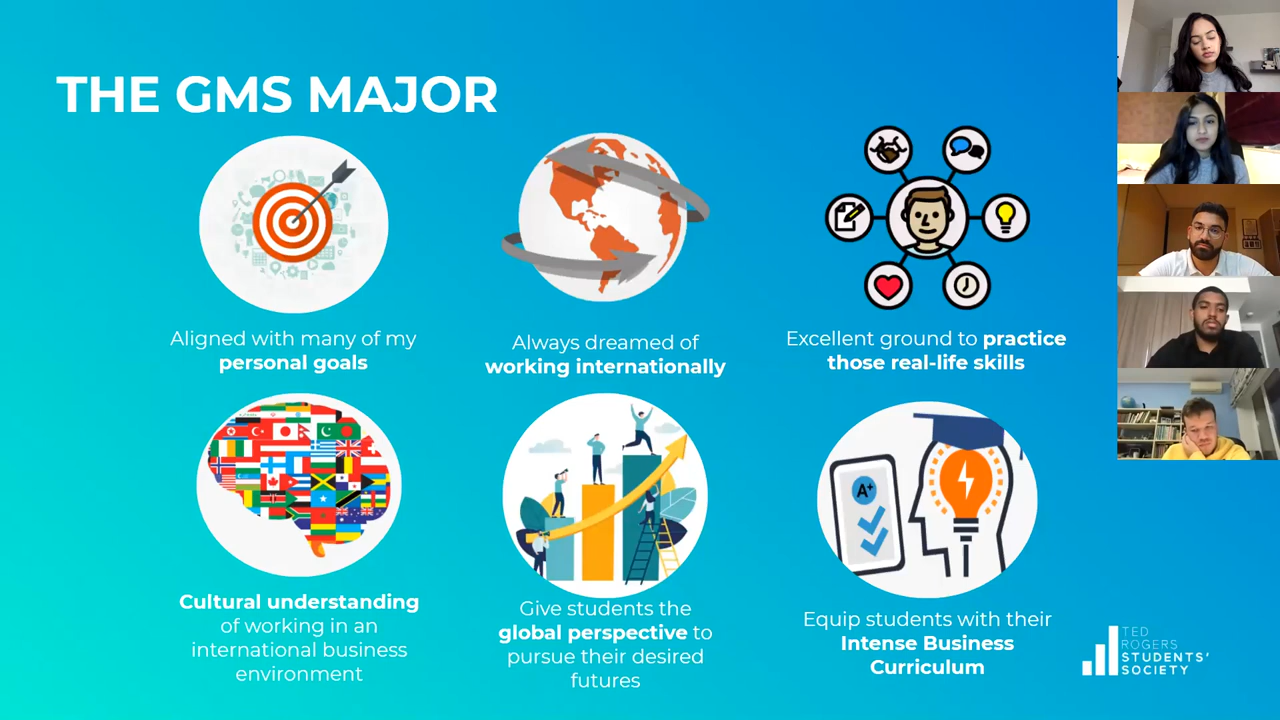 THE GMS MAJOR
Aligned with many of my
personal goals
Always dreamed of
working internationally
Excellent ground to practice
those real-life skills
A+
Cultural understanding
of working in an
international business
environment
Give students the
global perspective to
pursue their desired
futures
Equip students with their
Intense Business
Curriculum
TED
ROGERS
STUDENTS'
SOCIETY